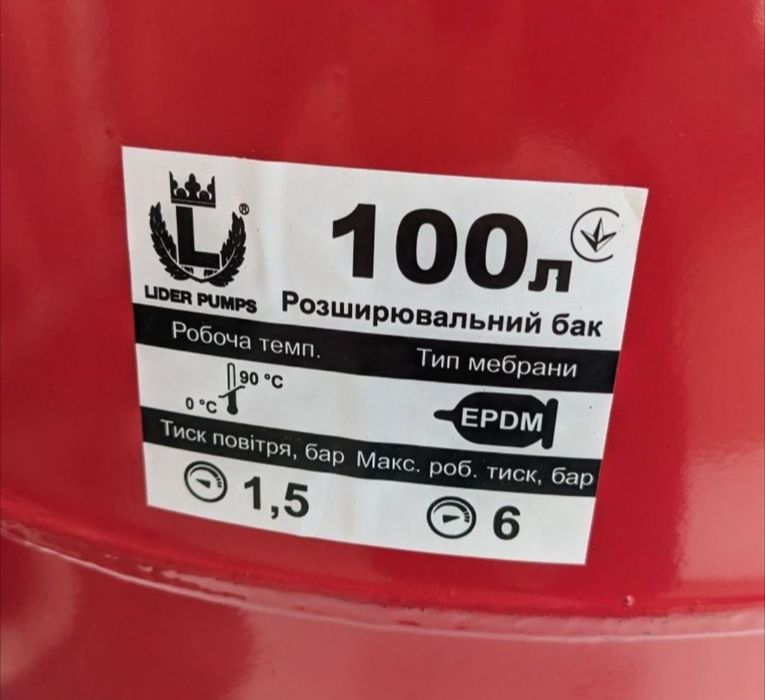 L®
LIDER PUMPS
100л
Розширювальний бак
Робоча темп.
Тип мебрани
90 °C
0 °C
EPDM
Тиск повітря, бар
Макс. роб. тиск, бар
1,5
6